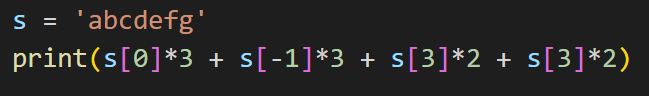 s = 'abcdefg'
print(s[0]*3 + s[-1]*3 + s[3]*2 + s[3]*2)